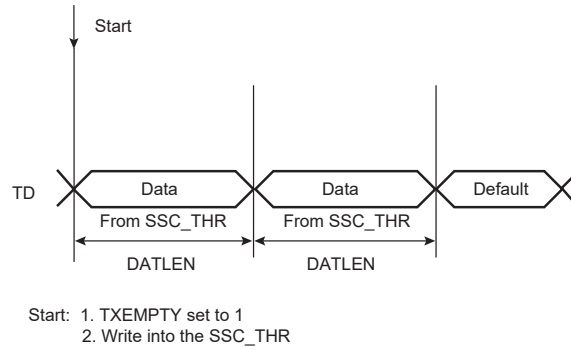 Start
TD
Data
Data
Default
From SSC_THR
From SSC_THR
DATLEN
DATLEN
Start: 1. TXEMPTY set to 1
2. Write into the SSC_THR